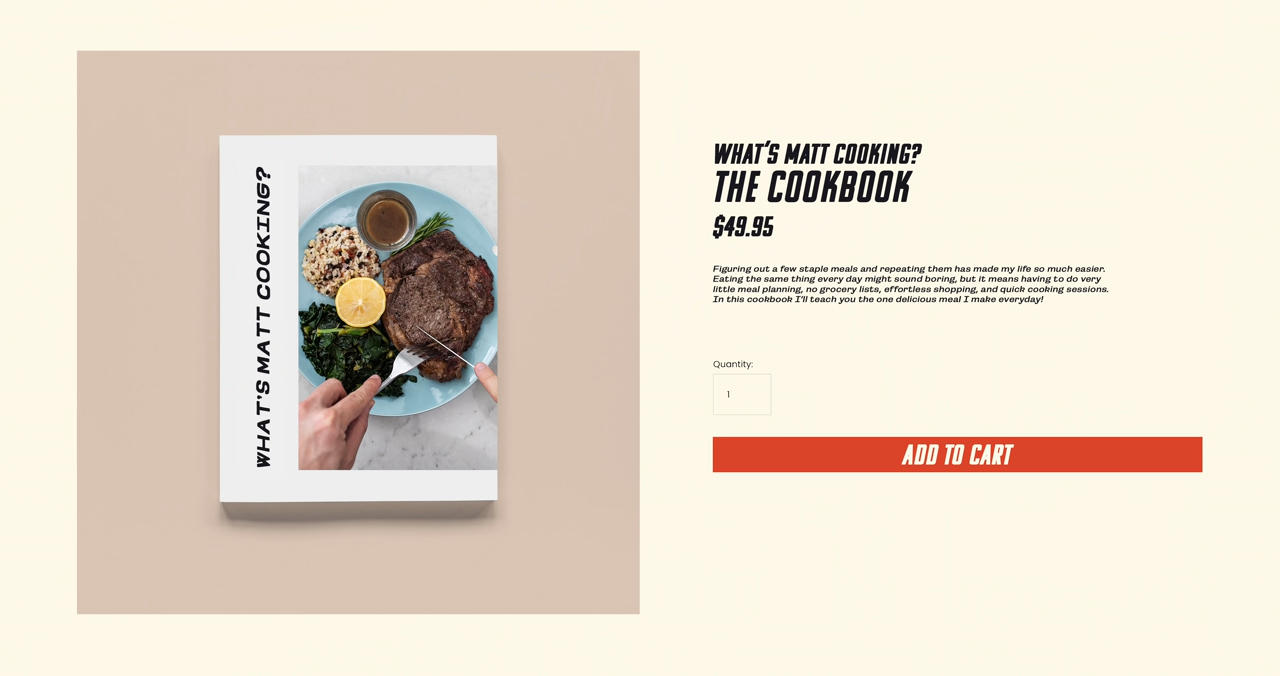 WHAT'S MATT COOKING?
WHAT'S MATT COOKING?
THE COOKBOOK
$49.95
Figuring out a few staple meals and repeating them has made my life so much easier.
Eating the same thing every day might sound boring, but it means having to do very
little meal planning, no grocery lists, effortless shopping, and quick cooking sessions.
In this cookbook I'll teach you the one delicious meal I make everyday!
Quantity:
1
ADD TO CART